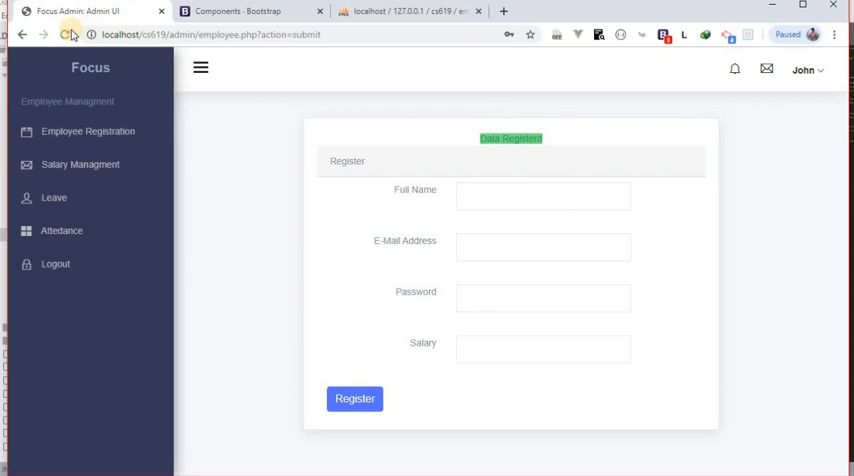 Focus Admin: Admin UI
Components · Bootstrap
localhost / 127.0.0.1 / cs619 / em
localhost/cs619/admin/employee.php?action=submit
OFF
L
Paused
Focus
John
Employee Managment
Employee Registration
Salary Managment
Leave
Attedance
Logout
Data Registerd
Register
Full Name
E-Mail Address
Password
Salary
Register